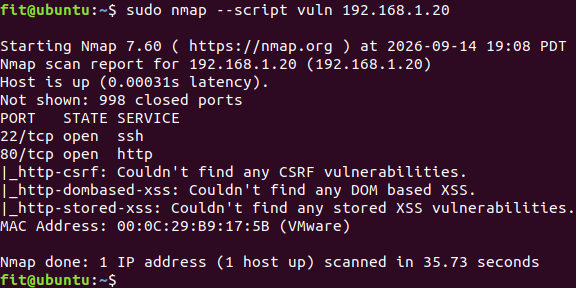 fit@ubuntu:~$ sudo nmap --script vuln 192.168.1.20

Starting Nmap 7.60 ( https://nmap.org ) at 2026-09-14 19:08 PDT
Nmap scan report for 192.168.1.20 (192.168.1.20)
Host is up (0.00031s latency).
Not shown: 998 closed ports
PORT   STATE SERVICE
22/tcp open  ssh
80/tcp open  http
|_http-csrf: Couldn't find any CSRF vulnerabilities.
|_http-dombased-xss: Couldn't find any DOM based XSS.
|_http-stored-xss: Couldn't find any stored XSS vulnerabilities.
MAC Address: 00:0C:29:B9:17:5B (VMware)

Nmap done: 1 IP address (1 host up) scanned in 35.73 seconds
fit@ubuntu:~$